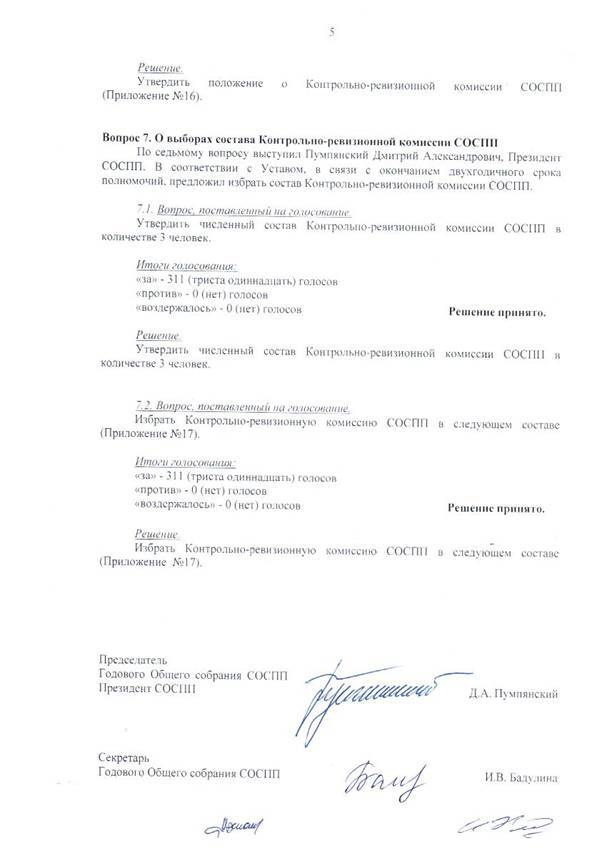 5
Решение.
Утвердить положение о Контрольно-ревизионной комиссии СОСПП
(Приложение №16).
Вопрос 7. О выборах состава Контрольно-ревизионной комиссии СОСПП
По седьмому вопросу выступил Пумпянский Дмитрий Александрович, Президент
СОСПП. В соответствии с Уставом, в связи с окончанием двухгодичного срока
полномочий, предложил избрать состав Контрольно-ревизионной комиссии СОСПП.
7.1. Вопрос, поставленный на голосование.
Утвердить численный состав Контрольно-ревизионной комиссии СОСПП в
количестве 3 человек.
Итоги голосования:
«за» - 311 (триста одиннадцать) голосов
«против» - 0 (нет) голосов
«воздержалось» - 0 (нет) голосов Решение принято.
Решение.
Утвердить численный состав Контрольно-ревизионной комиссии СОСПП в
количестве 3 человек.
7.2. Вопрос, поставленный на голосование.
Избрать Контрольно-ревизионную комиссию СОСПП в следующем составе
(Приложение №17).
Итоги голосования:
«за» - 311 (триста одиннадцать) голосов
«против» - 0 (нет) голосов
«воздержалось» - 0 (нет) голосов Решение принято.
Решение.
Избрать Контрольно-ревизионную комиссию СОСПП в следующем составе
(Приложение №17).
Председатель
Годового Общего собрания СОСПП
Президент СОСПП Д.А. Пумпянский
Секретарь
Годового Общего собрания СОСПП И.В. Бадулина